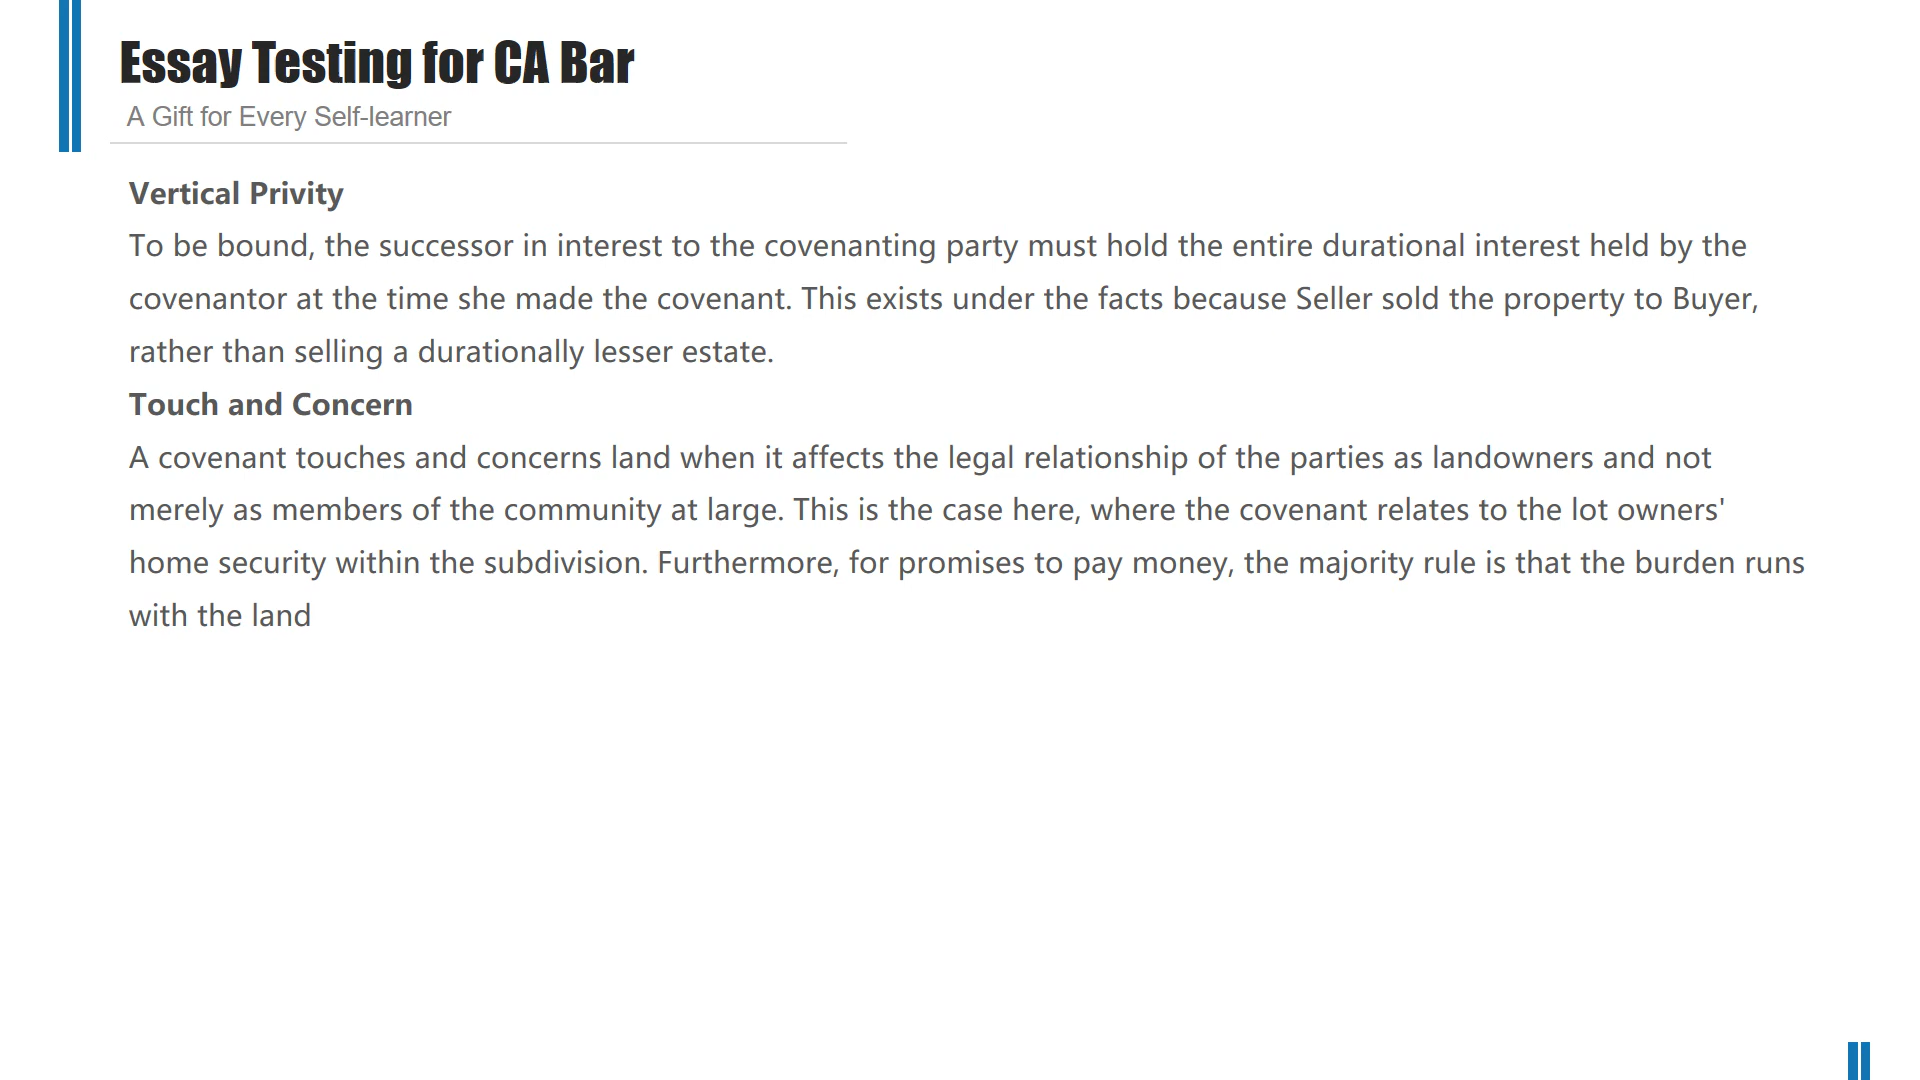 Essay Testing for CA Bar
A Gift for Every Self-learner
Vertical Privity
To be bound, the successor in interest to the covenanting party must hold the entire durational interest held by the
covenantor at the time she made the covenant. This exists under the facts because Seller sold the property to Buyer,
rather than selling a durationally lesser estate.
Touch and Concern
A covenant touches and concerns land when it affects the legal relationship of the parties as landowners and not
merely as members of the community at large. This is the case here, where the covenant relates to the lot owners'
home security within the subdivision. Furthermore, for promises to pay money, the majority rule is that the burden runs
with the land